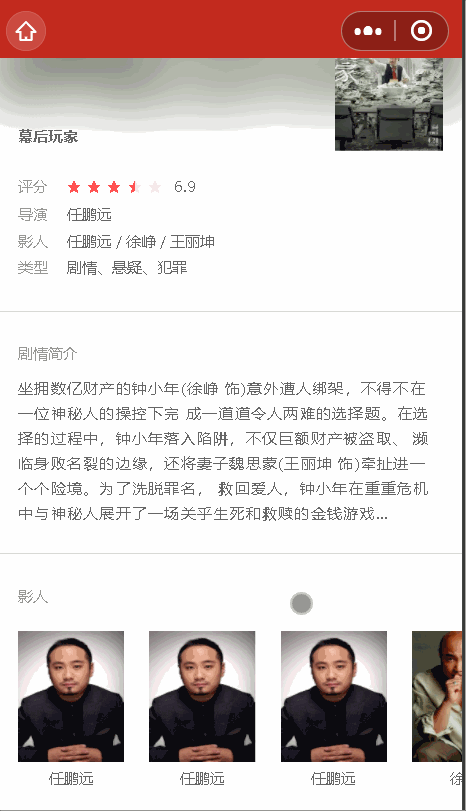 幕后玩家
评分 6.9
导演 任鹏远
影人 任鹏远 / 徐峥 / 王丽坤
类型 剧情、悬疑、犯罪
剧情简介
坐拥数亿财产的钟小年(徐峥 饰)意外遭人绑架，不得不在
一位神秘人的操控下完 成一道道令人两难的选择题。在选
择的过程中，钟小年落入陷阱，不仅巨额财产被盗取、 濒
临身败名裂的边缘，还将妻子魏思蒙(王丽坤 饰)牵扯进一
个个险境。为了洗脱罪名， 救回爱人，钟小年在重重危机
中与神秘人展开了一场关乎生死和救赎的金钱游戏...
影人
任鹏远 任鹏远 任鹏远 徐